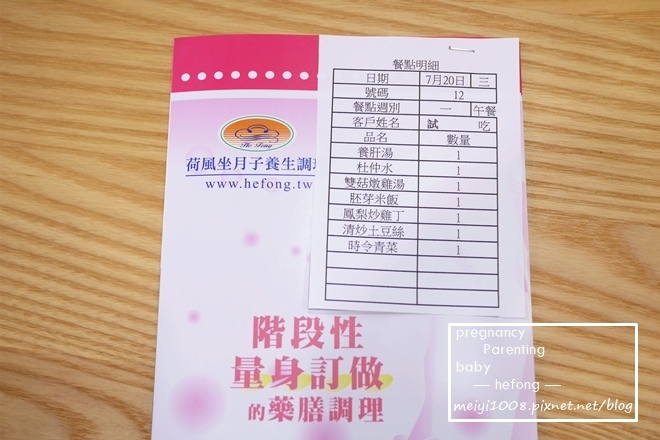 餐點明細
日期 7月20日 三
號碼 12
餐點週別 一 午餐
客戶姓名 試 吃
品名 數量
養肝湯 1
杜仲水 1
雙菇燉雞湯 1
胚芽米飯 1
鳳梨炒雞丁 1
清炒土豆絲 1
時令青菜 1
He Feng
荷風坐月子養生調理
www.hefong.tw
階段性
量身訂做
的藥膳調理
pregnancy
Parenting
baby
— hefong —
meiyi1008.pixnet.net/blog